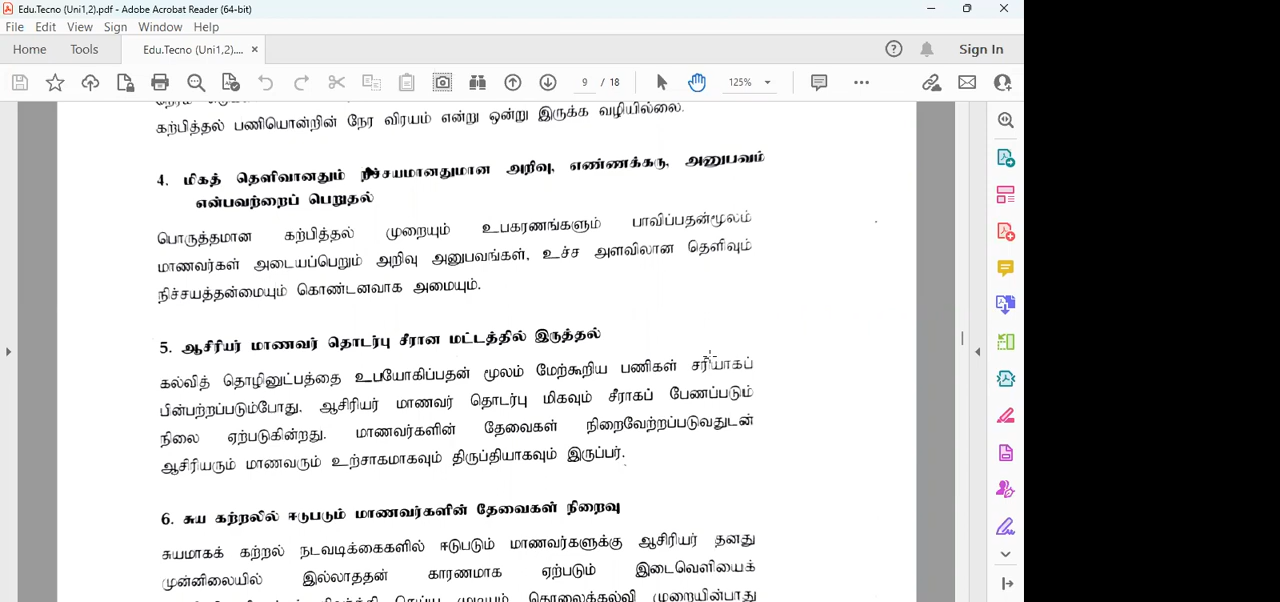 Edu.Tecno (Uni1,2).pdf - Adobe Acrobat Reader (64-bit)
File Edit View Sign Window Help
Home Tools Edu.Tecno (Uni1,2).... × Sign In
9 / 18 125%
கற்பித்தல் பணியொன்றின் நேர விரயம் என்று ஒன்று இருக்க வழியில்லை.
4. மிகத் தெளிவானதும் நிச்சயமானதுமான அறிவு, எண்ணக்கரு, அனுபவம்
என்பவற்றைப் பெறுதல்
பொருத்தமான கற்பித்தல் முறையும் உபகரணங்களும் பாவிப்பதன்மூலம்
மாணவர்கள் அடையப்பெறும் அறிவு அனுபவங்கள், உச்ச அளவிலான தெளிவும்
நிச்சயத்தன்மையும் கொண்டனவாக அமையும்.
5. ஆசிரியர் மாணவர் தொடர்பு சீரான மட்டத்தில் இருத்தல்
கல்வித் தொழினுட்பத்தை உபயோகிப்பதன் மூலம் மேற்கூறிய பணிகள் சரியாகப்
பின்பற்றப்படும்போது. ஆசிரியர் மாணவர் தொடர்பு மிகவும் சீராகப் பேணப்படும்
நிலை ஏற்படுகின்றது. மாணவர்களின் தேவைகள் நிறைவேற்றப்படுவதுடன்
ஆசிரியரும் மாணவரும் உற்சாகமாகவும் திருப்தியாகவும் இருப்பர்.
6. சுய கற்றலில் ஈடுபடும் மாணவர்களின் தேவைகள் நிறைவு
சுயமாகக் கற்றல் நடவடிக்கைகளில் ஈடுபடும் மாணவர்களுக்கு ஆசிரியர் தனது
முன்னிலையில் இல்லாததன் காரணமாக ஏற்படும் இடைவெளியைக்
செய்ய முடியும் தொலைக்கல்வி முறையின்போது